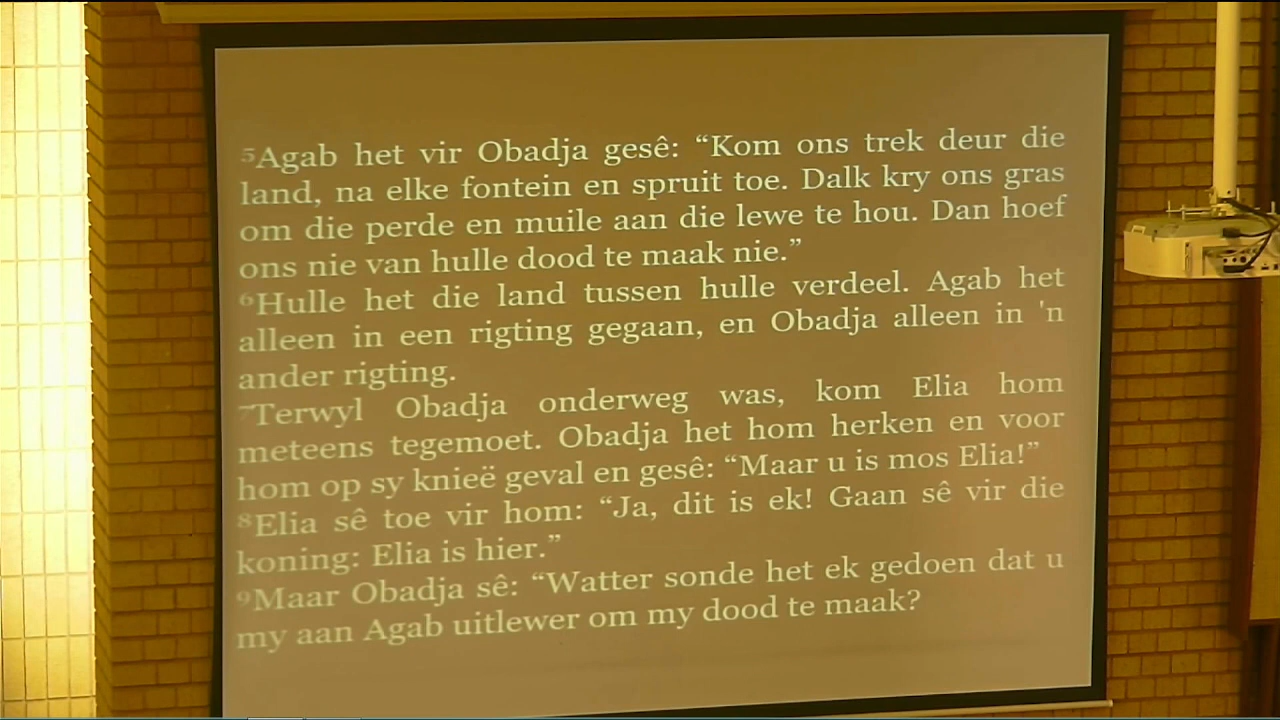 ⁵Agab het vir Obadja gesê: “Kom ons trek deur die
land, na elke fontein en spruit toe. Dalk kry ons gras
om die perde en muile aan die lewe te hou. Dan hoef
ons nie van hulle dood te maak nie.”
⁶Hulle het die land tussen hulle verdeel. Agab het
alleen in een rigting gegaan, en Obadja alleen in 'n
ander rigting.
⁷Terwyl Obadja onderweg was, kom Elia hom
meteens tegemoet. Obadja het hom herken en voor
hom op sy knieë geval en gesê: “Maar u is mos Elia!”
⁸Elia sê toe vir hom: “Ja, dit is ek! Gaan sê vir die
koning: Elia is hier.”
⁹Maar Obadja sê: “Watter sonde het ek gedoen dat u
my aan Agab uitlewer om my dood te maak?